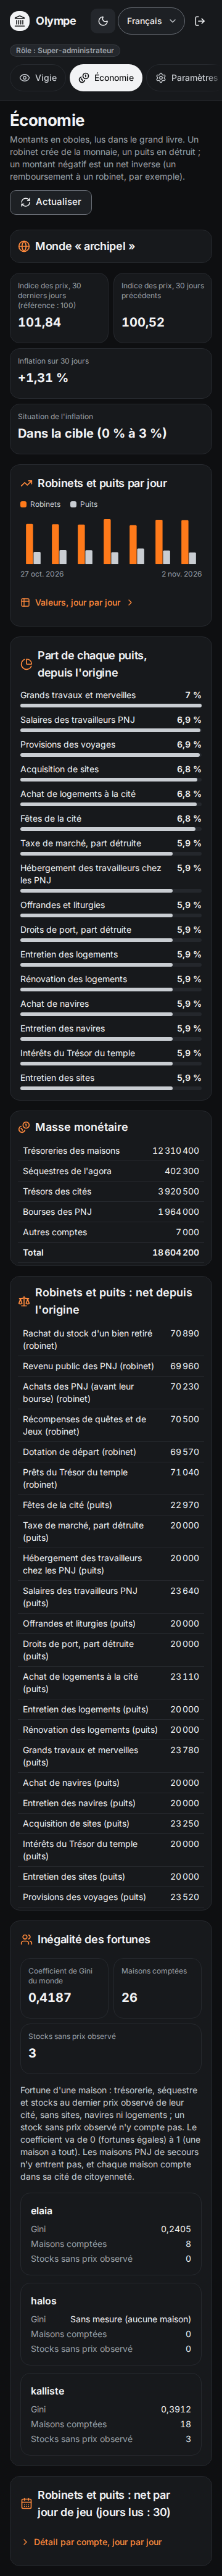 Olympe
Français
Rôle : Super-administrateur
Vigie
Économie
Paramètres
Économie
Montants en oboles, lus dans le grand livre. Un
robinet crée de la monnaie, un puits en détruit ;
un montant négatif est un net inverse (un
remboursement à un robinet, par exemple).
Actualiser
Monde « archipel »
Indice des prix, 30
derniers jours
(référence : 100)
101,84
Indice des prix, 30 jours
précédents
100,52
Inflation sur 30 jours
+1,31 %
Situation de l'inflation
Dans la cible (0 % à 3 %)
Robinets et puits par jour
Robinets
Puits
27 oct. 2026
2 nov. 2026
Valeurs, jour par jour
Part de chaque puits,
depuis l'origine
Grands travaux et merveilles 7 %
Salaires des travailleurs PNJ 6,9 %
Provisions des voyages 6,9 %
Acquisition de sites 6,8 %
Achat de logements à la cité 6,8 %
Fêtes de la cité 6,8 %
Taxe de marché, part détruite 5,9 %
Hébergement des travailleurs chez 5,9 %
les PNJ
Offrandes et liturgies 5,9 %
Droits de port, part détruite 5,9 %
Entretien des logements 5,9 %
Rénovation des logements 5,9 %
Achat de navires 5,9 %
Entretien des navires 5,9 %
Intérêts du Trésor du temple 5,9 %
Entretien des sites 5,9 %
Masse monétaire
Trésoreries des maisons 12 310 400
Séquestres de l'agora 402 300
Trésors des cités 3 920 500
Bourses des PNJ 1 964 000
Autres comptes 7 000
Total 18 604 200
Robinets et puits : net depuis
l'origine
Rachat du stock d'un bien retiré 70 890
(robinet)
Revenu public des PNJ (robinet) 69 960
Achats des PNJ (avant leur 70 230
bourse) (robinet)
Récompenses de quêtes et de 70 500
Jeux (robinet)
Dotation de départ (robinet) 69 570
Prêts du Trésor du temple 71 040
(robinet)
Fêtes de la cité (puits) 22 970
Taxe de marché, part détruite 20 000
(puits)
Hébergement des travailleurs 20 000
chez les PNJ (puits)
Salaires des travailleurs PNJ 23 640
(puits)
Offrandes et liturgies (puits) 20 000
Droits de port, part détruite 20 000
(puits)
Achat de logements à la cité 23 110
(puits)
Entretien des logements (puits) 20 000
Rénovation des logements (puits) 20 000
Grands travaux et merveilles 23 780
(puits)
Achat de navires (puits) 20 000
Entretien des navires (puits) 20 000
Acquisition de sites (puits) 23 250
Intérêts du Trésor du temple 20 000
(puits)
Entretien des sites (puits) 20 000
Provisions des voyages (puits) 23 520
Inégalité des fortunes
Coefficient de Gini
du monde
0,4187
Maisons comptées
26
Stocks sans prix observé
3
Fortune d'une maison : trésorerie, séquestre
et stocks au dernier prix observé de leur
cité, sans sites, navires ni logements ; un
stock sans prix observé n'y compte pas. Le
coefficient va de 0 (fortunes égales) à 1 (une
maison a tout). Les maisons PNJ de secours
n'y entrent pas, et chaque maison compte
dans sa cité de citoyenneté.
elaia
Gini 0,2405
Maisons comptées 8
Stocks sans prix observé 0
halos
Gini Sans mesure (aucune maison)
Maisons comptées 0
Stocks sans prix observé 0
kalliste
Gini 0,3912
Maisons comptées 18
Stocks sans prix observé 3
Robinets et puits : net par
jour de jeu (jours lus : 30)
Détail par compte, jour par jour